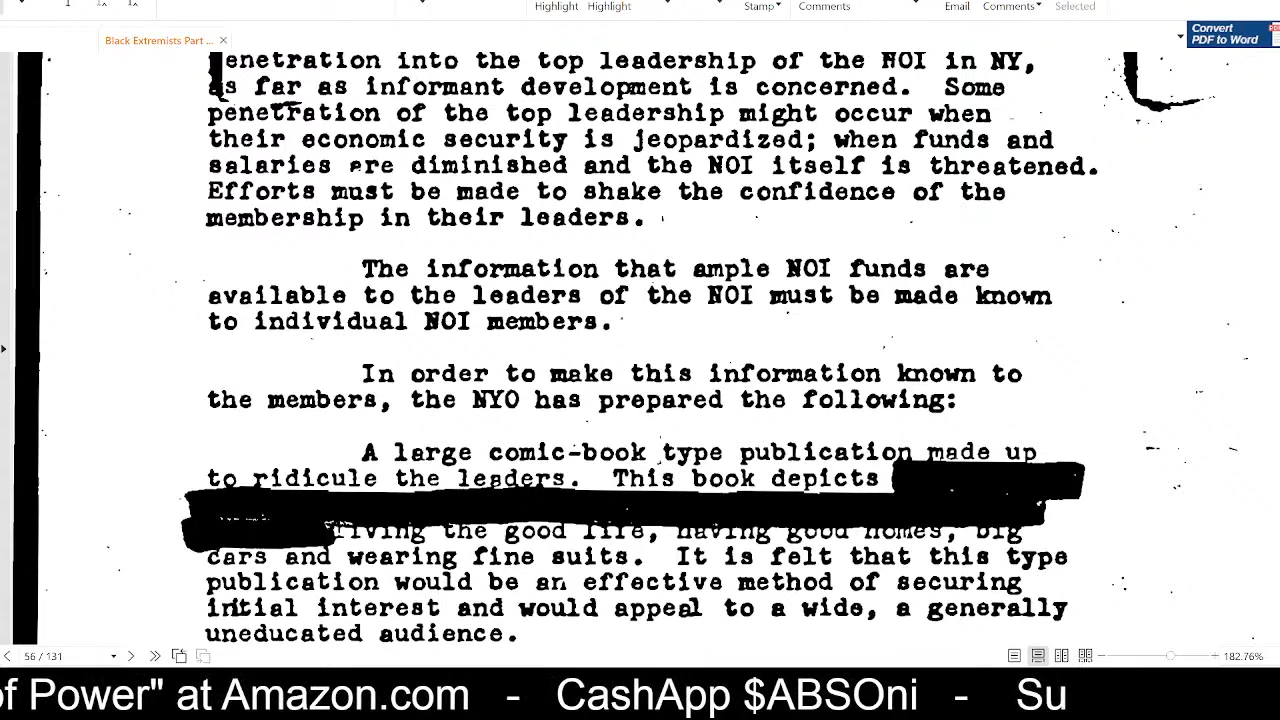 Highlight Highlight Stamp Comments Email Comments Selected
Convert
PDF to Word
Black Extremists Part ...
enetration into the top leadership of the NOI in NY,
as far as informant development is concerned. Some
penetration of the top leadership might occur when
their economic security is jeopardized; when funds and
salaries are diminished and the NOI itself is threatened.
Efforts must be made to shake the confidence of the
membership in their leaders.
The information that ample NOI funds are
available to the leaders of the NOI must be made known
to individual NOI members.
In order to make this information known to
the members, the NYO has prepared the following:
A large comic-book type publication made up
to ridicule the leaders. This book depicts
living the good life, having good homes, big
cars and wearing fine suits. It is felt that this type
publication would be an effective method of securing
initial interest and would appeal to a wide, a generally
uneducated audience.
56 / 131
182.76%
of Power" at Amazon.com - CashApp $ABSOni - Su